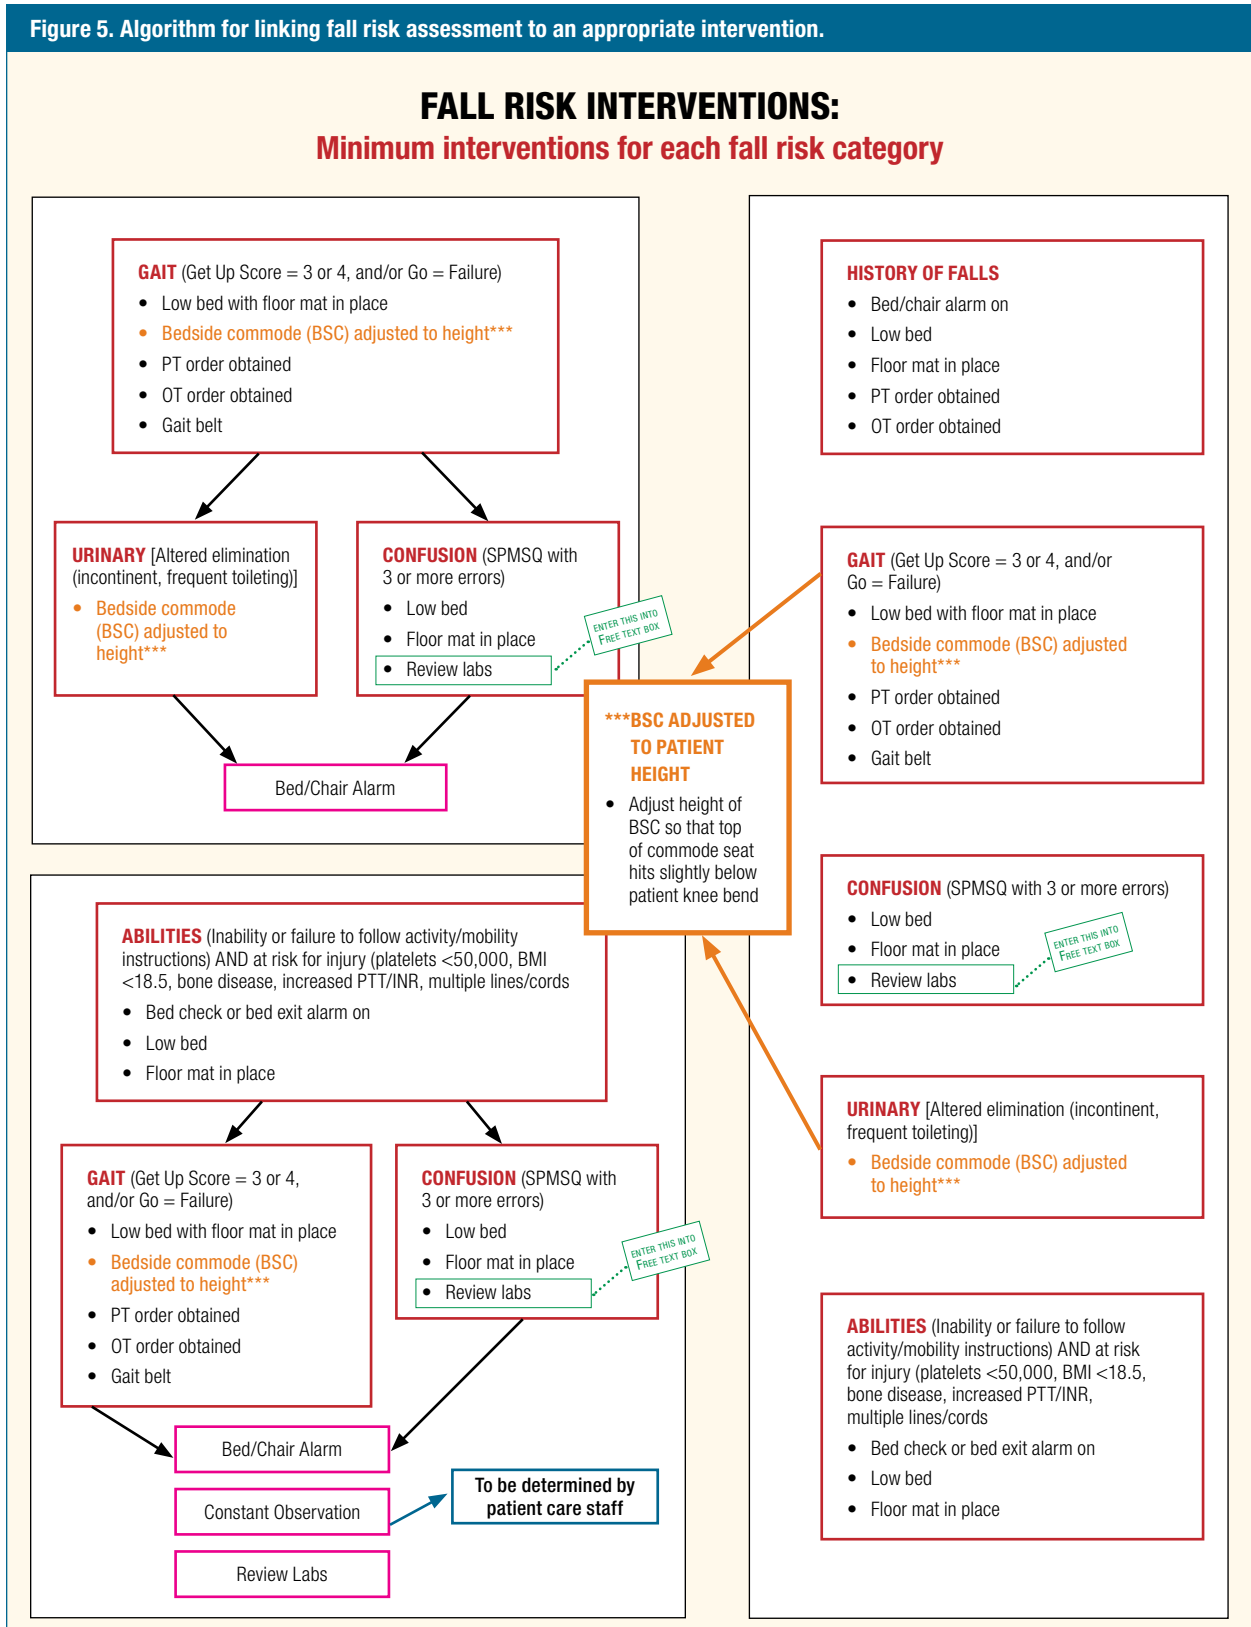 Figure 5. Algorithm for linking fall risk assessment to an appropriate intervention.
FALL RISK INTERVENTIONS:
Minimum interventions for each fall risk category
GAIT (Get Up Score = 3 or 4, and/or Go = Failure)
• Low bed with floor mat in place
• Bedside commode (BSC) adjusted to height***
• PT order obtained
• OT order obtained
• Gait belt
URINARY [Altered elimination
(incontinent, frequent toileting)]
• Bedside commode
(BSC) adjusted to
height***
CONFUSION (SPMSQ with
3 or more errors)
• Low bed
• Floor mat in place
• Review labs
ENTER THIS INTO
FREE TEXT BOX
Bed/Chair Alarm
ABILITIES (Inability or failure to follow activity/mobility
instructions) AND at risk for injury (platelets <50,000, BMI
<18.5, bone disease, increased PTT/INR, multiple lines/cords
• Bed check or bed exit alarm on
• Low bed
• Floor mat in place
GAIT (Get Up Score = 3 or 4,
and/or Go = Failure)
• Low bed with floor mat in place
• Bedside commode (BSC)
adjusted to height***
• PT order obtained
• OT order obtained
• Gait belt
CONFUSION (SPMSQ with
3 or more errors)
• Low bed
• Floor mat in place
• Review labs
ENTER THIS INTO
FREE TEXT BOX
Bed/Chair Alarm
Constant Observation
To be determined by
patient care staff
Review Labs
***BSC ADJUSTED
TO PATIENT
HEIGHT
• Adjust height of
BSC so that top
of commode seat
hits slightly below
patient knee bend
HISTORY OF FALLS
• Bed/chair alarm on
• Low bed
• Floor mat in place
• PT order obtained
• OT order obtained
GAIT (Get Up Score = 3 or 4, and/or
Go = Failure)
• Low bed with floor mat in place
• Bedside commode (BSC) adjusted
to height***
• PT order obtained
• OT order obtained
• Gait belt
CONFUSION (SPMSQ with 3 or more errors)
• Low bed
• Floor mat in place
• Review labs
ENTER THIS INTO
FREE TEXT BOX
URINARY [Altered elimination (incontinent,
frequent toileting)]
• Bedside commode (BSC) adjusted
to height***
ABILITIES (Inability or failure to follow
activity/mobility instructions) AND at risk
for injury (platelets <50,000, BMI <18.5,
bone disease, increased PTT/INR,
multiple lines/cords
• Bed check or bed exit alarm on
• Low bed
• Floor mat in place